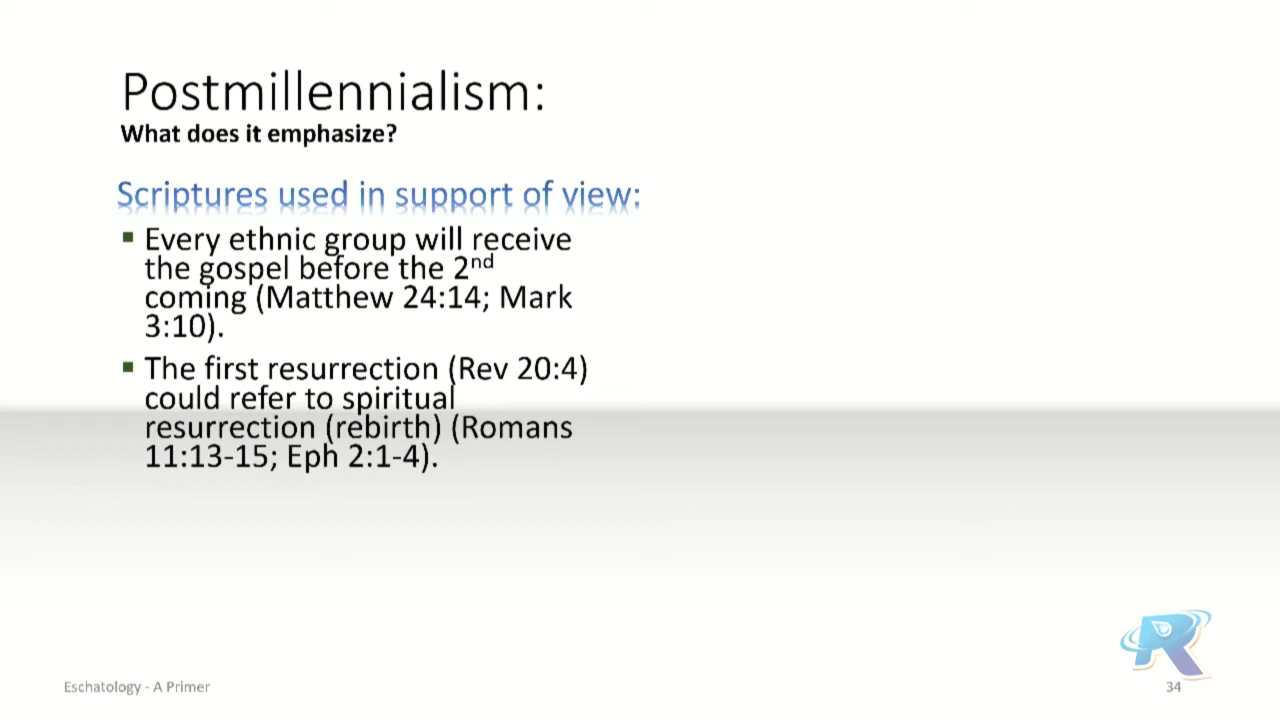 Postmillennialism:
What does it emphasize?
Scriptures used in support of view:
▪ Every ethnic group will receive
the gospel before the 2nd
coming (Matthew 24:14; Mark
3:10).
▪ The first resurrection (Rev 20:4)
could refer to spiritual
resurrection (rebirth) (Romans
11:13-15; Eph 2:1-4).
R
Eschatology - A Primer
34